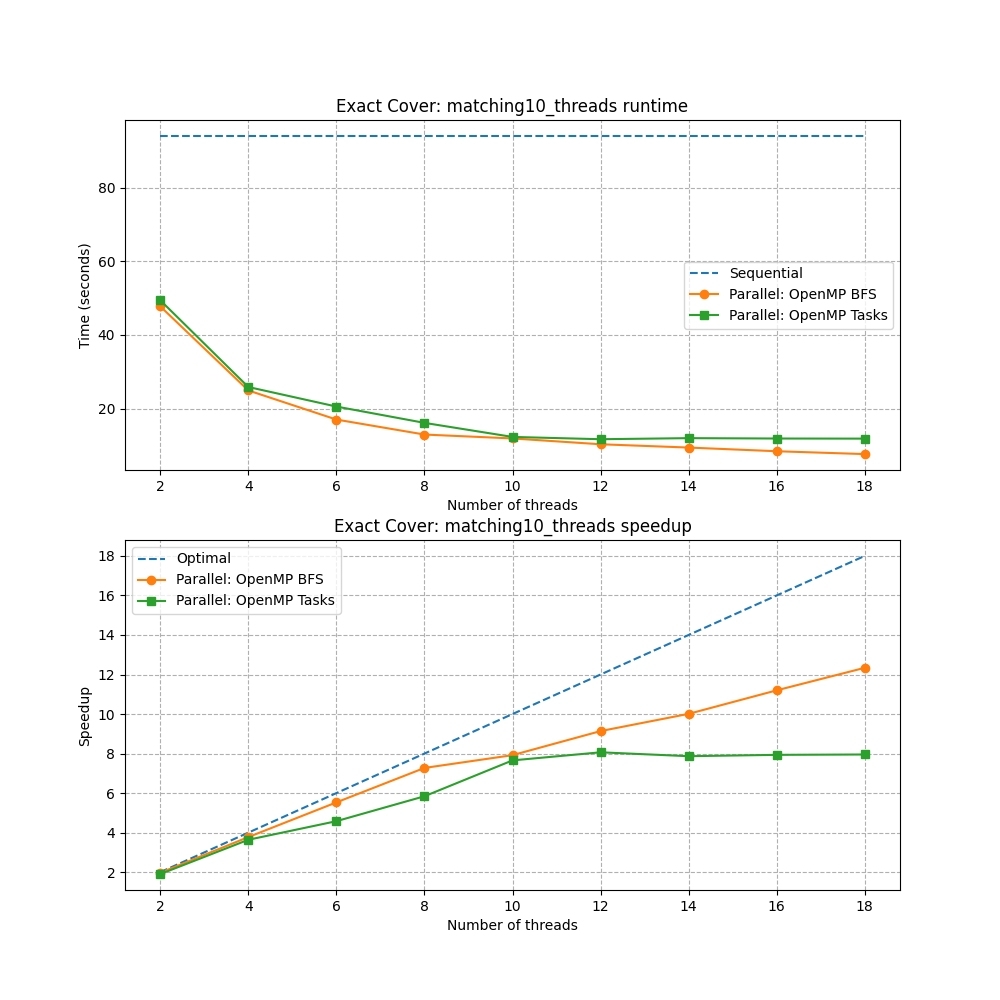 Exact Cover: matching10_threads runtime
80
60
40
20
Time (seconds)
Sequential
Parallel: OpenMP BFS
Parallel: OpenMP Tasks
2 4 6 8 10 12 14 16 18
Number of threads
Exact Cover: matching10_threads speedup
18
16
14
12
10
8
6
4
2
Speedup
Optimal
Parallel: OpenMP BFS
Parallel: OpenMP Tasks
2 4 6 8 10 12 14 16 18
Number of threads